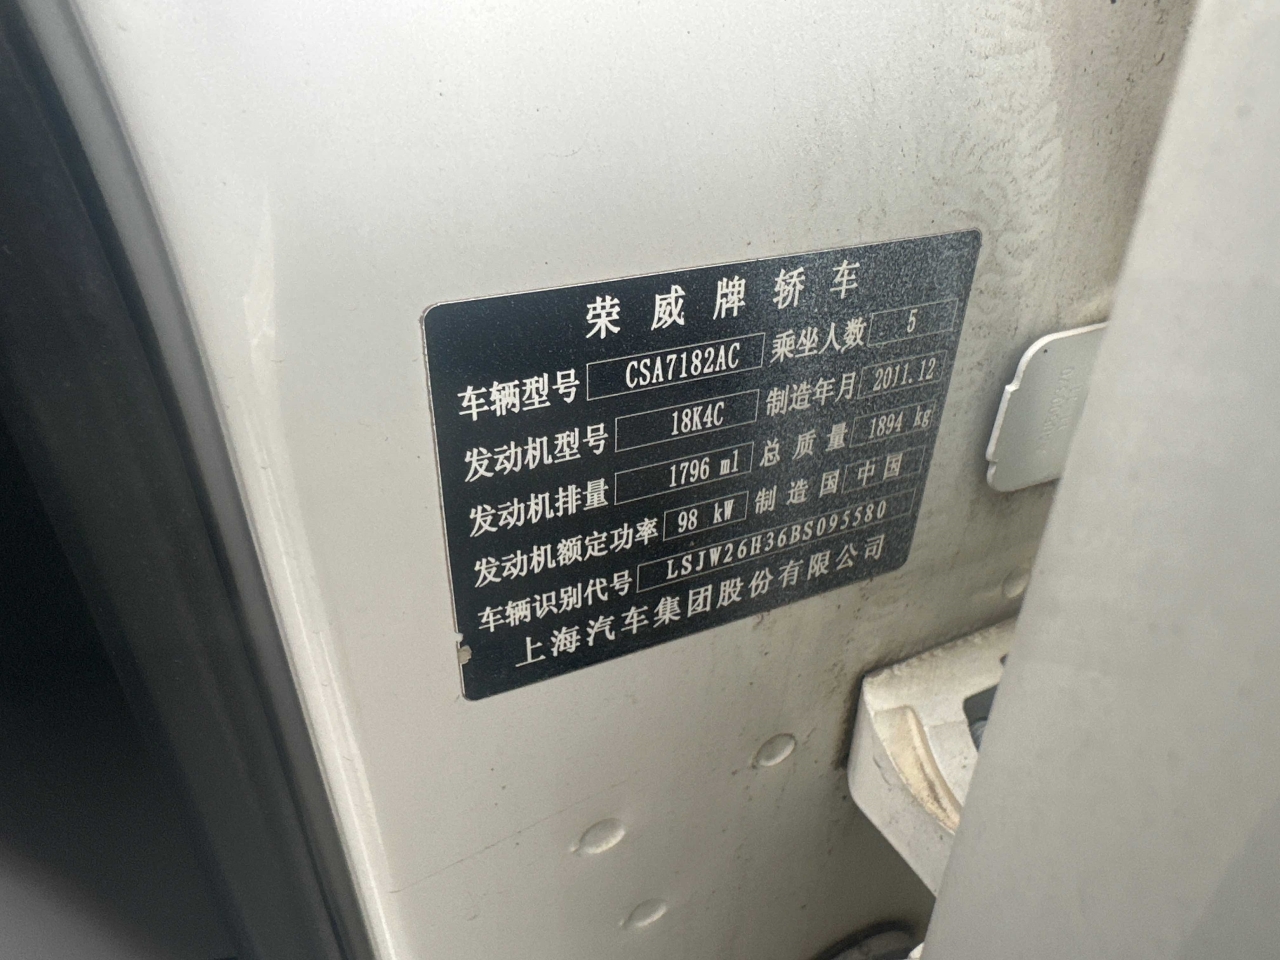 荣威牌轿车
车辆型号 CSA7182AC 乘坐人数 5
发动机型号 18K4C 制造年月 2011.12
发动机排量 1796 ml 总质量 1894 kg
发动机额定功率 98 kW 制造国 中国
车辆识别代号 LSJW26H36BS095580
上海汽车集团股份有限公司